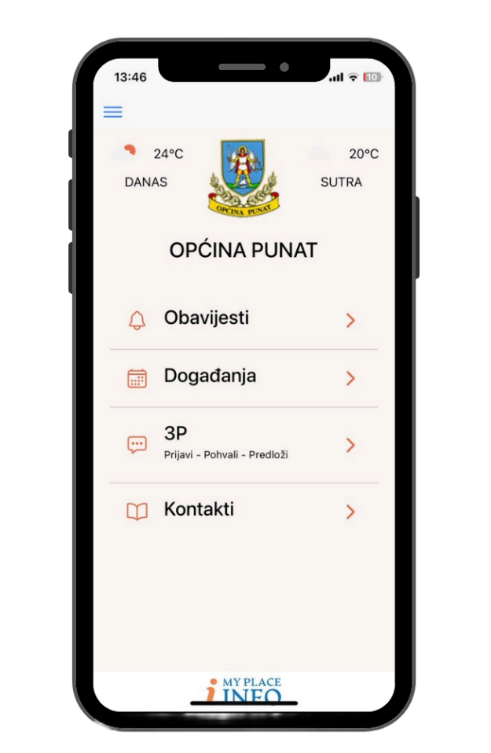 13:46
10
24°C
20°C
DANAS
SUTRA
OPĆINA PUNAT
OPĆINA PUNAT
Obavijesti
Događanja
3P
Prijavi - Pohvali - Predloži
Kontakti
MY PLACE
INFO